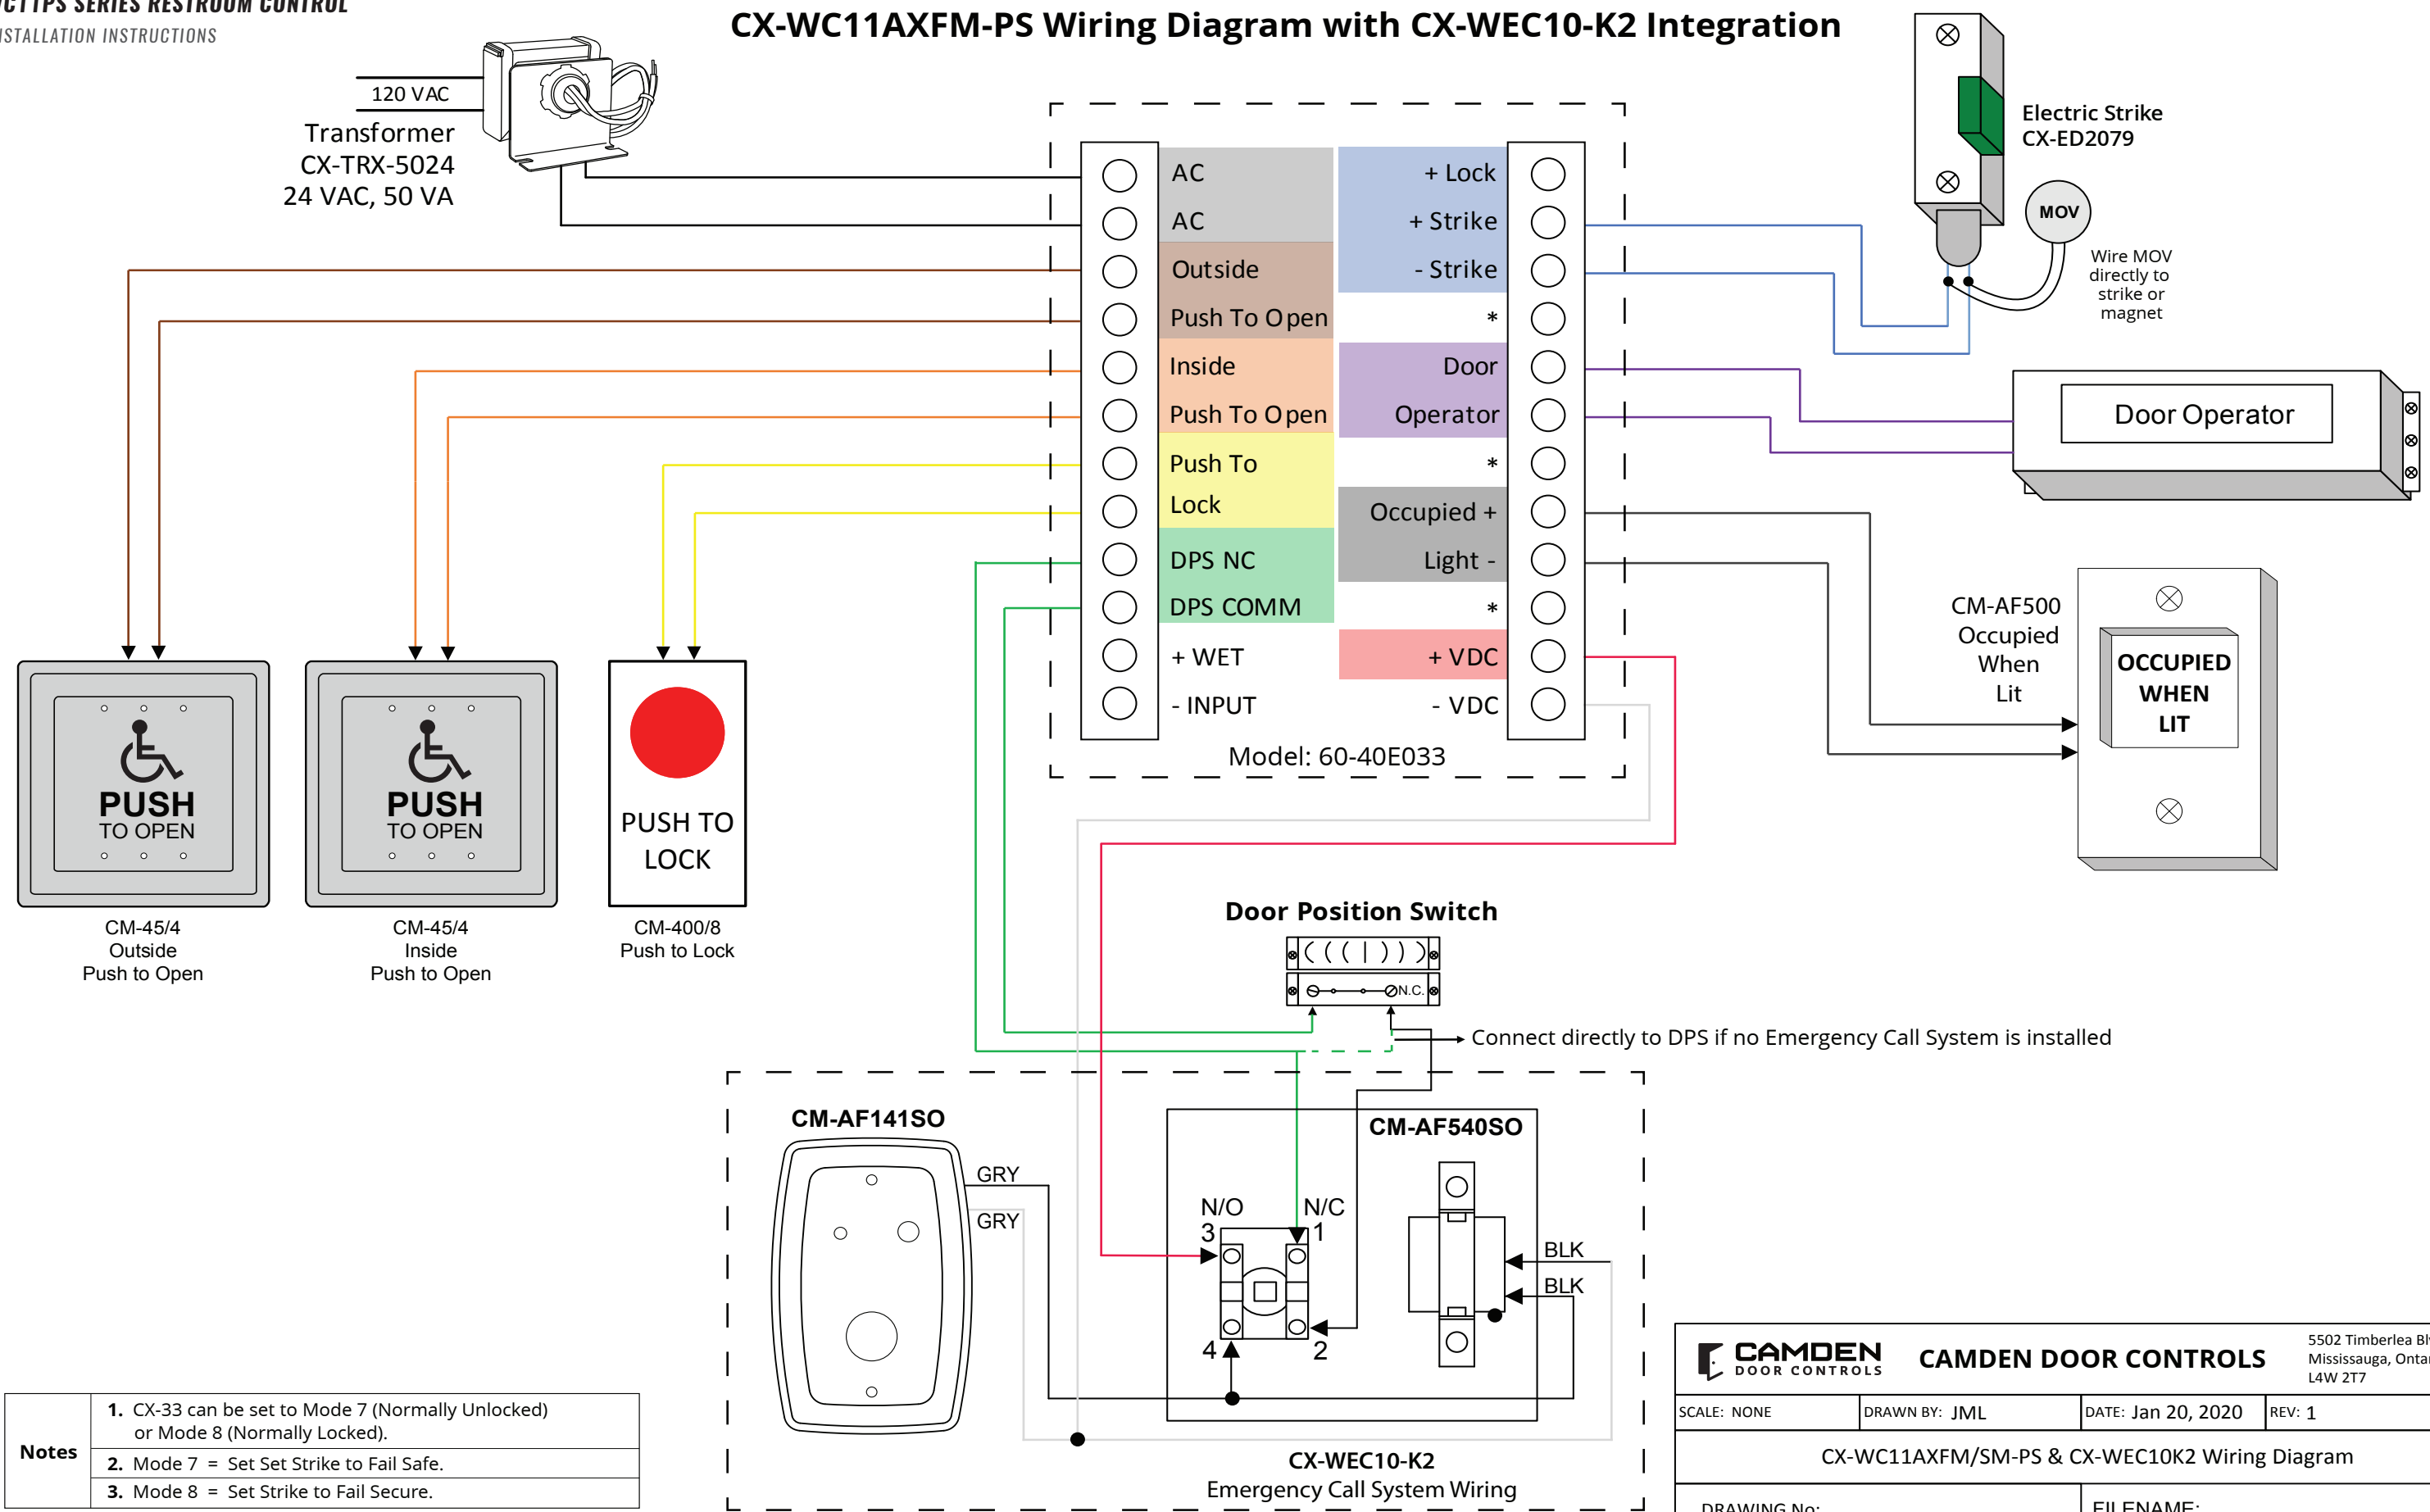 SERIES RESTROOM CONTROL
INSTALLATION INSTRUCTIONS
CX-WC11AXFM-PS Wiring Diagram with CX-WEC10-K2 Integration
120 VAC
Transformer
CX-TRX-5024
24 VAC, 50 VA
Electric Strike
CX-ED2079
MOV
Wire MOV
directly to
strike or
magnet
AC
AC
Outside
Push To Open
Inside
Push To Open
Push To
Lock
DPS NC
DPS COMM
+ WET
- INPUT
+ Lock
+ Strike
- Strike
*
Door
Operator
*
Occupied +
Light -
*
+ VDC
- VDC
Model: 60-40E033
Door Operator
CM-AF500
Occupied
When
Lit
OCCUPIED
WHEN
LIT
PUSH
TO OPEN
CM-45/4
Outside
Push to Open
PUSH
TO OPEN
CM-45/4
Inside
Push to Open
PUSH TO
LOCK
CM-400/8
Push to Lock
Door Position Switch
N.C.
Connect directly to DPS if no Emergency Call System is installed
CM-AF141SO
GRY
GRY
CM-AF540SO
N/O
3
N/C
1
4
2
BLK
BLK
CX-WEC10-K2
Emergency Call System Wiring
Notes
1. CX-33 can be set to Mode 7 (Normally Unlocked)
or Mode 8 (Normally Locked).
2. Mode 7 = Set Set Strike to Fail Safe.
3. Mode 8 = Set Strike to Fail Secure.
CAMDEN
DOOR CONTROLS
CAMDEN DOOR CONTROLS
5502 Timberlea
Mississauga,
L4W 2T7
SCALE: NONE
DRAWN BY: JML
DATE: Jan 20, 2020
REV: 1
CX-WC11AXFM/SM-PS & CX-WEC10K2 Wiring Diagram
DRAWING No:
FILENAME: